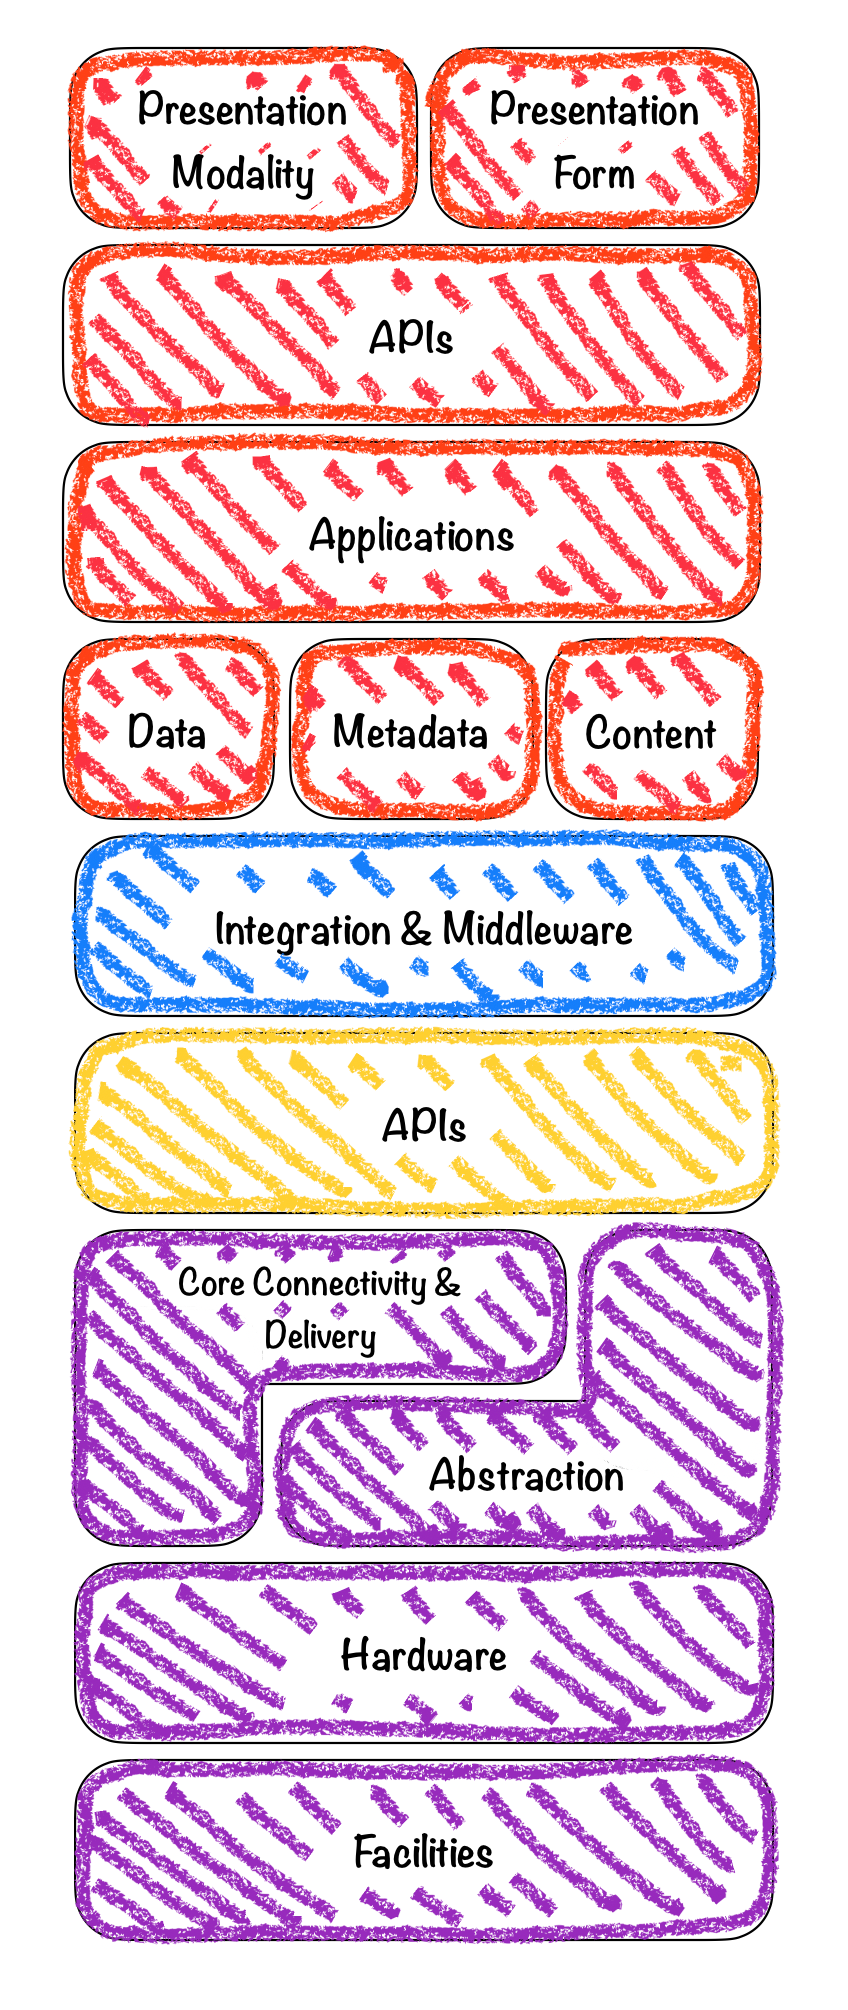 Presentation
Modality
Presentation
Form
APIs
Applications
Data
Metadata
Content
Integration & Middleware
APIs
Core Connectivity &
Delivery
Abstraction
Hardware
Facilities